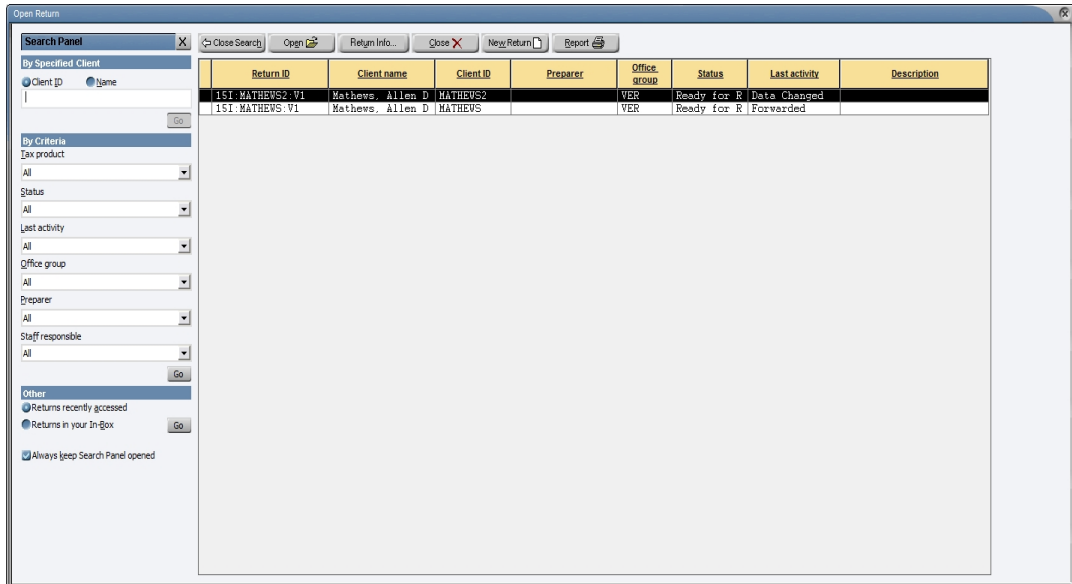 Open Return
Search Panel X
Close Search Open Return Info... Close New Return Report
By Specified Client
Client ID Name
Go
By Criteria
Tax product
All
Status
All
Last activity
All
Office group
All
Preparer
All
Staff responsible
All
Go
Other
Returns recently accessed
Returns in your In-Box Go
Always keep Search Panel opened
Return ID Client name Client ID Preparer Office group Status Last activity Description
15I:MATHEWS2:V1 Mathews, Allen D MATHEWS2 VER Ready for R Data Changed
15I:MATHEWS:V1 Mathews, Allen D MATHEWS VER Ready for R Forwarded